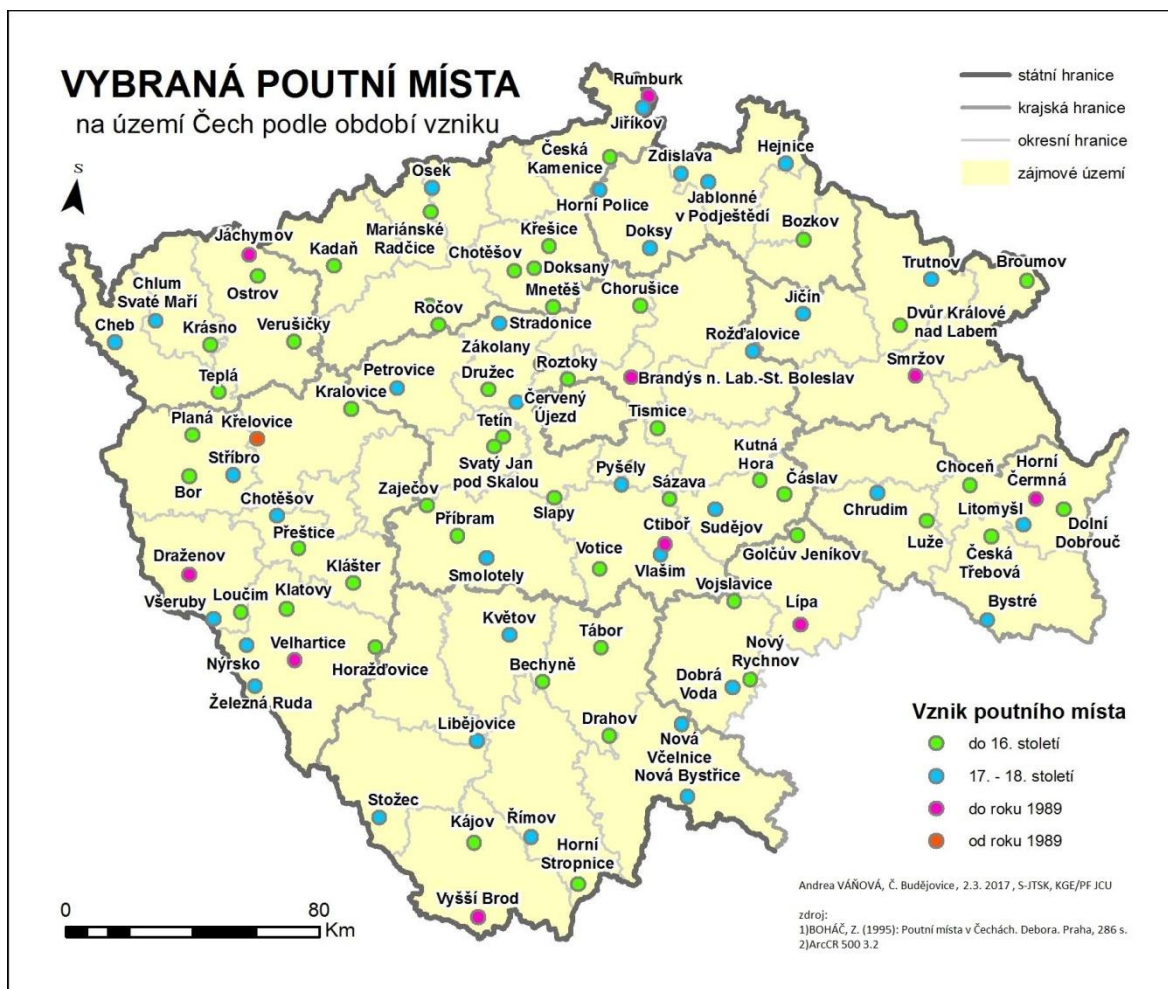 VYBRANÁ POUTNÍ MÍSTA
na území Čech podle období vzniku
S
státní hranice
krajská hranice
okresní hranice
zájmové území
Rumburk
Jiříkov
Česká
Kamenice
Zdislava
Hejnice
Osek
Horní Police
Jablonné
v Podještědí
Mariánské
Radčice
Křešice
Doksy
Bozkov
Jáchymov
Kadaň
Chotěšov
Doksany
Trutnov
Broumov
Chlum
Svaté Maří
Ostrov
Mnetěš
Chorušice
Jičín
Dvůr Králové
nad Labem
Cheb
Krásno
Verušičky
Ročov
Stradonice
Rožďalovice
Smržov
Zákolany
Teplá
Petrovice
Družec
Roztoky
Brandýs n. Lab.-St. Boleslav
Kralovice
Červený
Újezd
Planá
Křelovice
Tetín
Tismice
Stříbro
Svatý Jan
pod Skalou
Pyšély
Kutná
Hora
Choceň
Horní
Čermná
Bor
Chotěšov
Zaječov
Sázava
Čáslav
Slapy
Sudějov
Chrudim
Litomyšl
Dolní
Dobrouč
Přeštice
Příbram
Ctiboř
Luže
Česká
Třebová
Draženov
Klášter
Smolotely
Votice
Vlašim
Golčův Jeníkov
Všeruby
Loučim
Klatovy
Vojslavice
Lípa
Bystré
Květov
Tábor
Velhartice
Nýrsko
Horažďovice
Bechyně
Nový
Rychnov
Dobrá
Voda
Železná Ruda
Libějovice
Drahov
Nová
Včelnice
Nová Bystřice
Stožec
Kájov
Římov
Horní
Stropnice
Vyšší Brod
Vznik poutního místa
do 16. století
17. - 18. století
do roku 1989
od roku 1989
0
80
Km
Andrea VÁŇOVÁ, Č. Budějovice , 2.3. 2017 , S-JTSK, KGE/PF JCU
zdroj:
1)BOHÁČ, Z. (1995): Poutní místa v Čechách. Debora. Praha, 286 s.
2)ArcCR 500 3.2